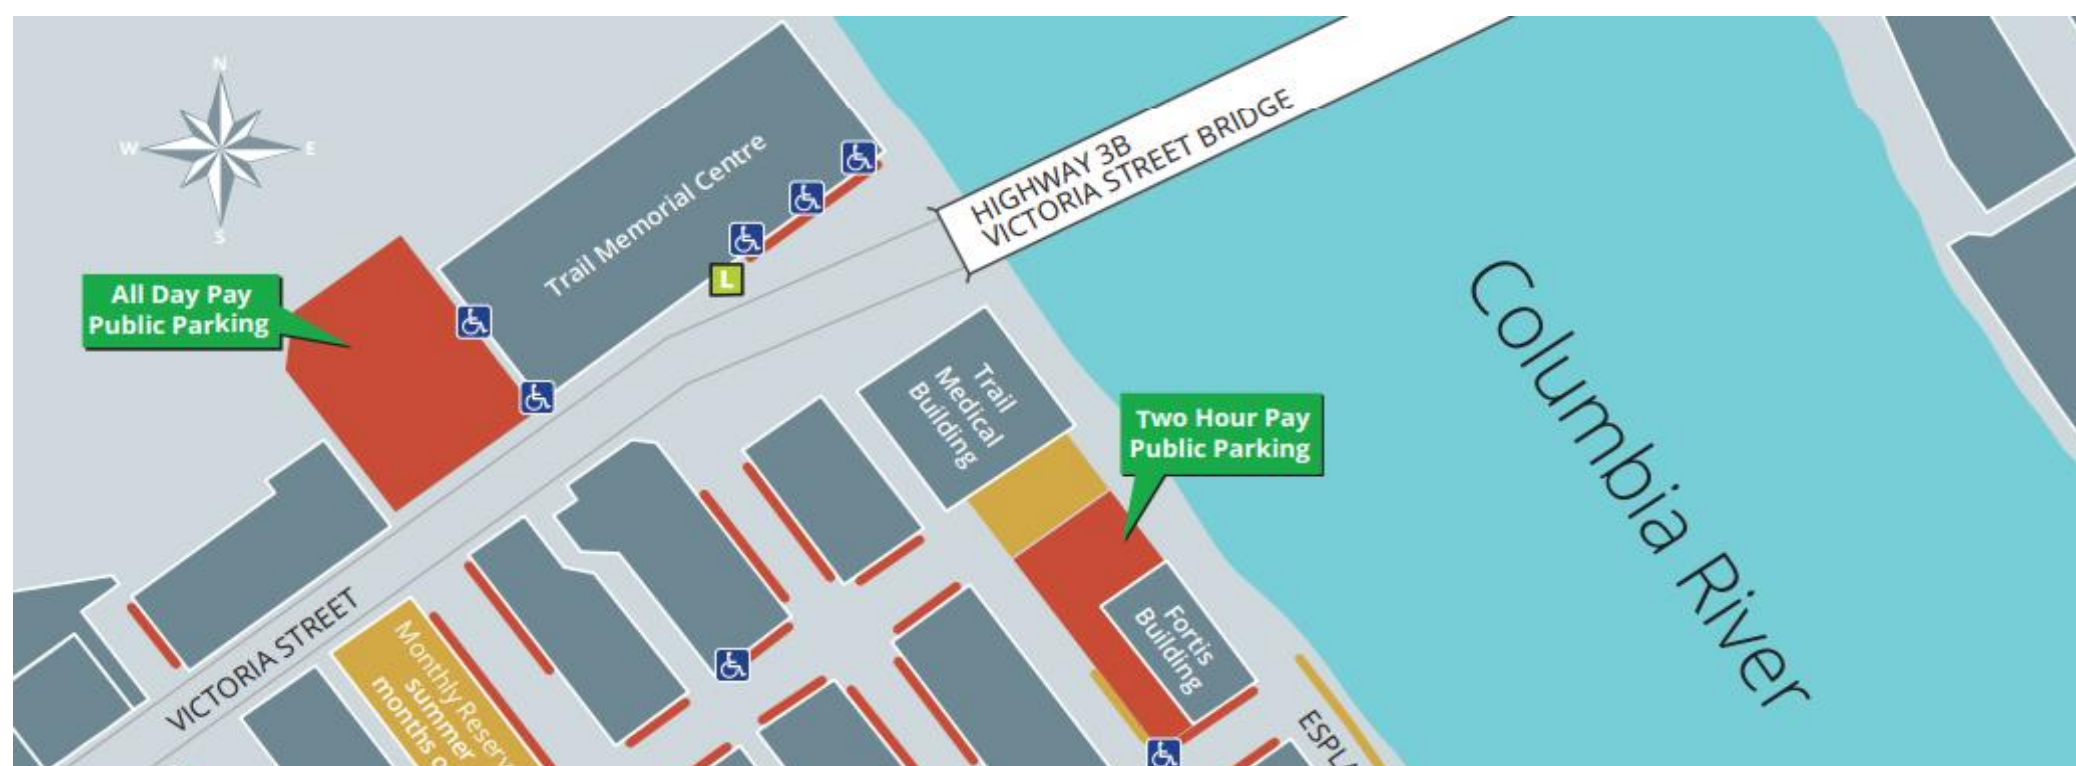 N
W
E
S
All Day Pay
Public Parking
Trail Memorial Centre
L
HIGHWAY 3B
VICTORIA STREET BRIDGE
Columbia River
Trail
Medical
Building
Two Hour Pay
Public Parking
Fortis
Building
VICTORIA STREET
Monthly Reserv
summer
months o
ESPLA